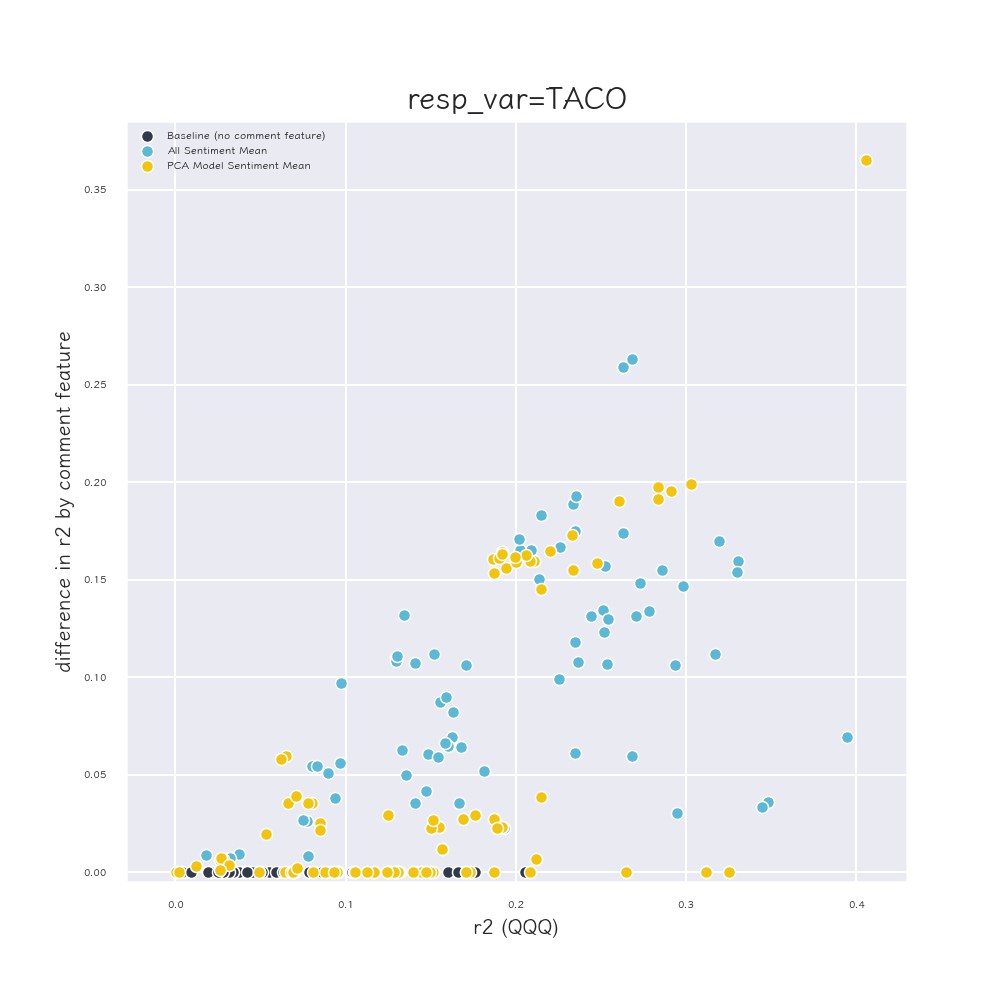 resp_var=TACO
Baseline (no comment feature)
All Sentiment Mean
PCA Model Sentiment Mean
difference in r2 by comment feature
0.35
0.30
0.25
0.20
0.15
0.10
0.05
0.00
0.0 0.1 0.2 0.3 0.4
r2 (QQQ)